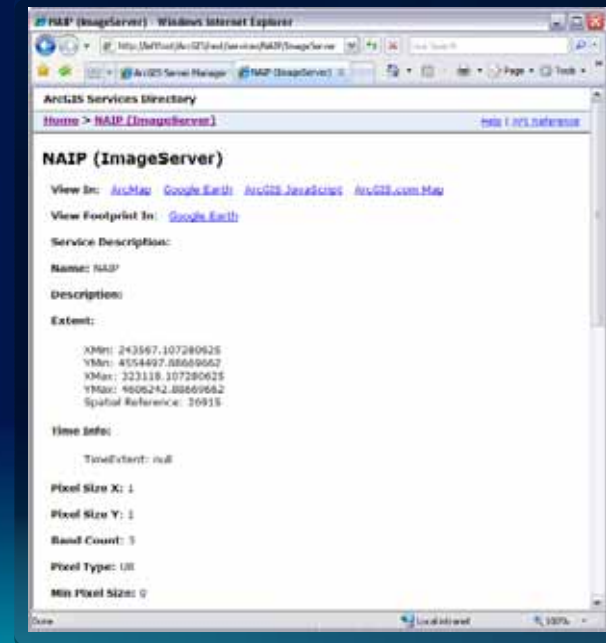 NAIP (ImageServer) - Windows Internet Explorer
ArcGIS Server Manager NAIP (ImageServer)
Page Tools
ArcGIS Services Directory
Home > NAIP (ImageServer) Help | API Reference
NAIP (ImageServer)
View In: ArcMap Google Earth ArcGIS JavaScript ArcGIS.com Map
View Footprint In: Google Earth
Service Description:
Name: NAIP
Description:
Extent:
XMin: 243567.107280625
YMin: 4554497.88669662
XMax: 323118.107280625
YMax: 4606242.88669662
Spatial Reference: 26915
Time Info:
TimeExtent: null
Pixel Size X: 1
Pixel Size Y: 1
Band Count: 3
Pixel Type: U8
Min Pixel Size: 0
Done Local intranet 100%